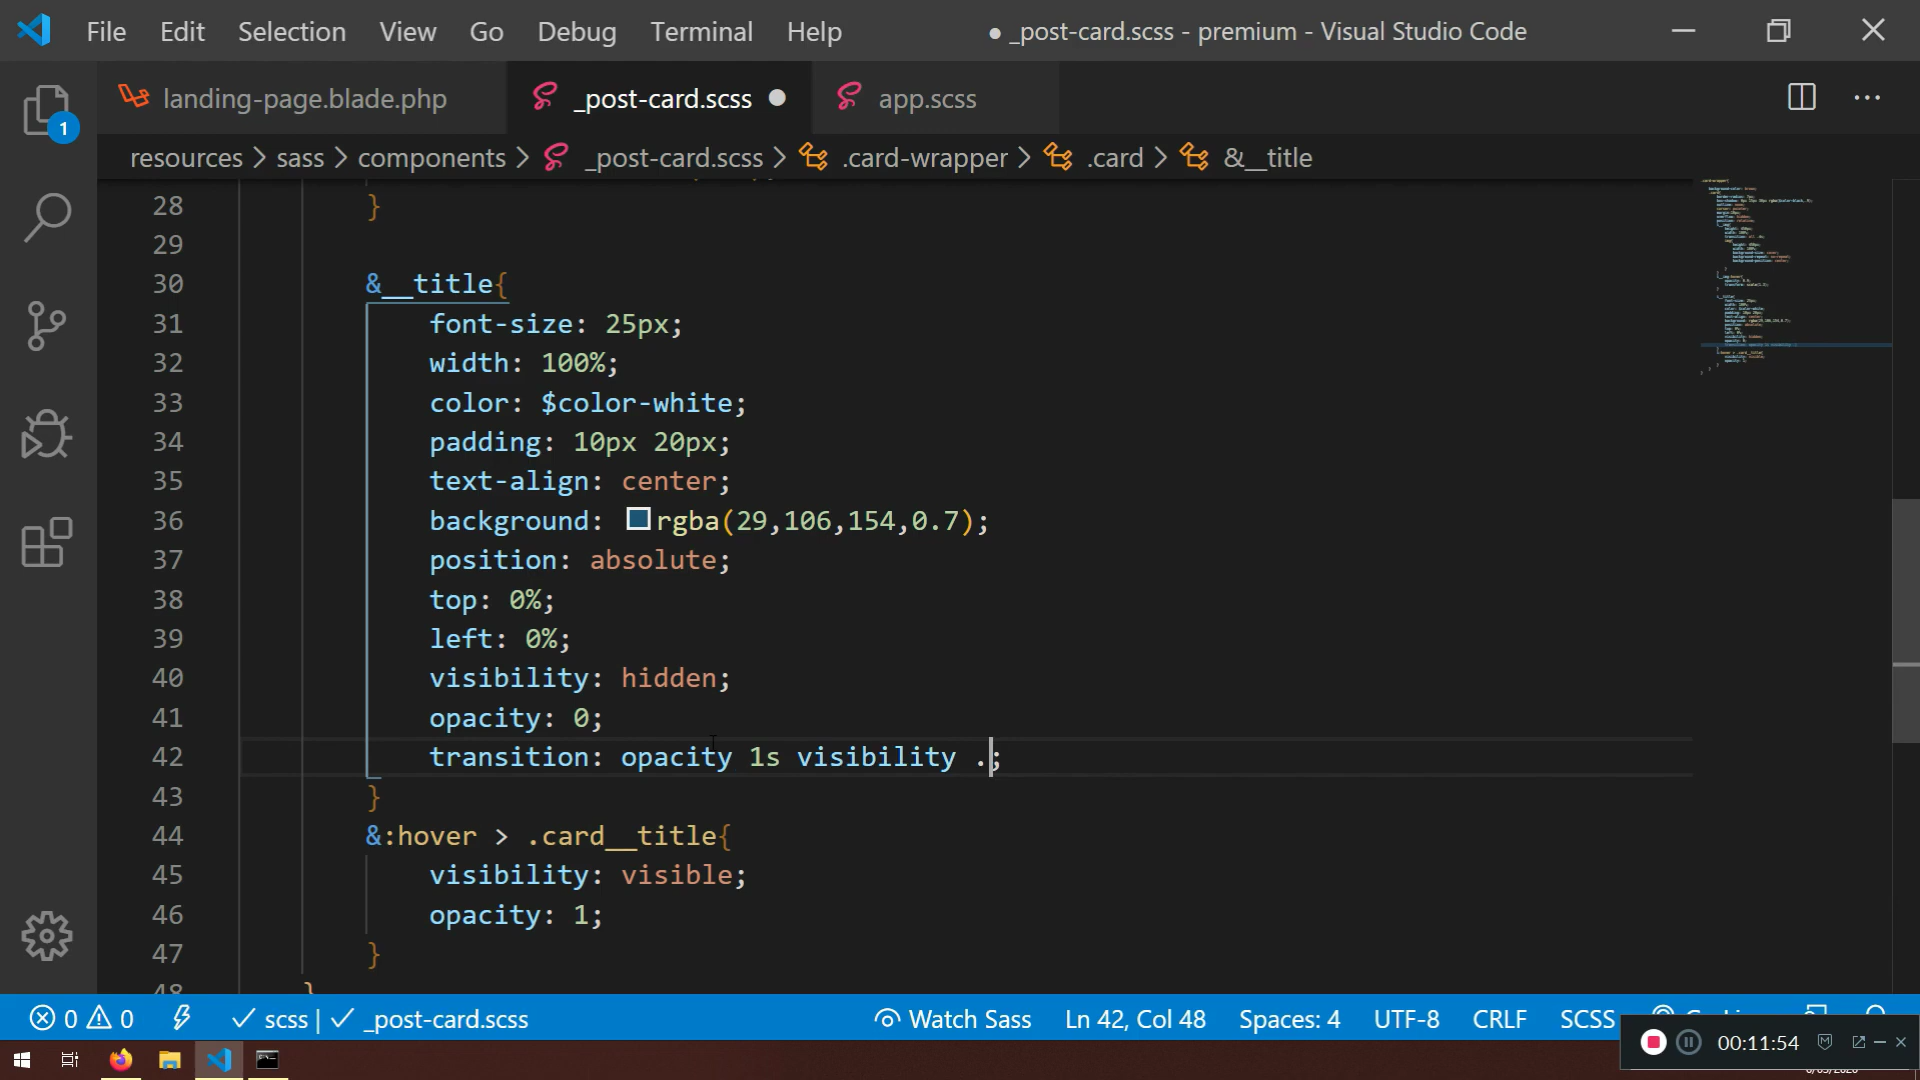 File Edit Selection View Go Debug Terminal Help ● _post-card.scss - premium - Visual Studio Code
landing-page.blade.php _post-card.scss app.scss
1
resources > sass > components > _post-card.scss > .card-wrapper > .card > &__title
28 }
29
30 &__title{
31 font-size: 25px;
32 width: 100%;
33 color: $color-white;
34 padding: 10px 20px;
35 text-align: center;
36 background: rgba(29,106,154,0.7);
37 position: absolute;
38 top: 0%;
39 left: 0%;
40 visibility: hidden;
41 opacity: 0;
42 transition: opacity 1s visibility .;
43 }
44 &:hover > .card__title{
45 visibility: visible;
46 opacity: 1;
47 }
48 }
0 0 scss | _post-card.scss Watch Sass Ln 42, Col 48 Spaces: 4 UTF-8 CRLF SCSS
00:11:54